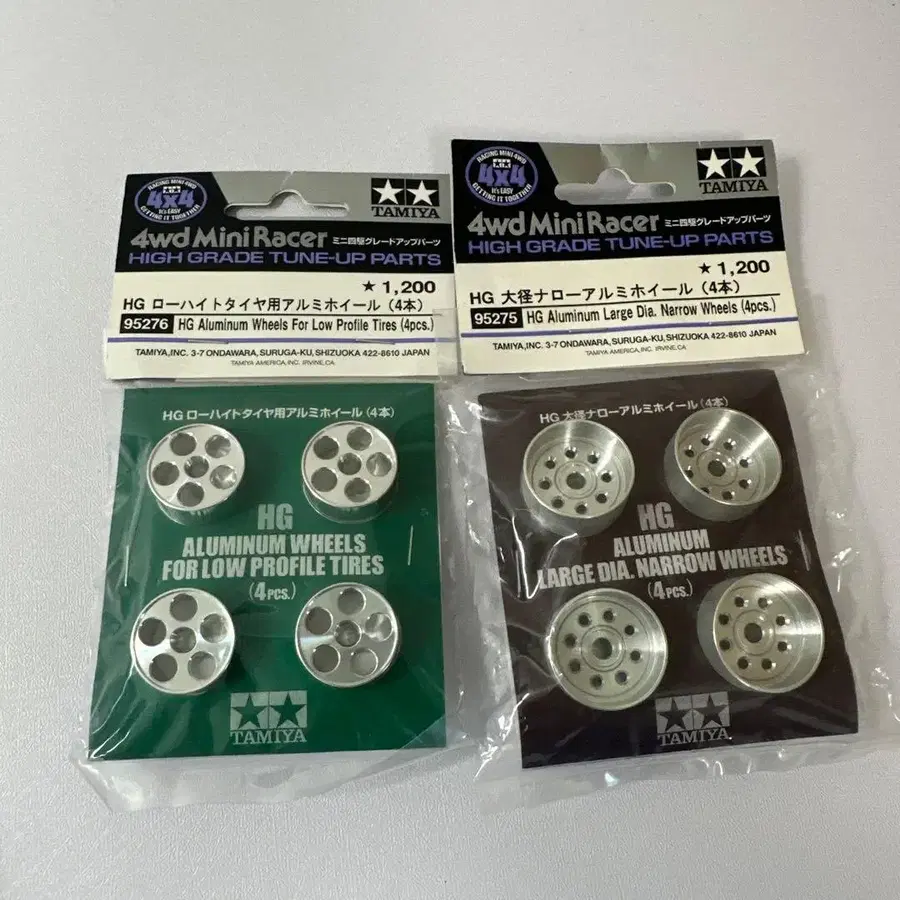 RACING MINI 4WD
4x4
It's EASY
GETTING IT TOGETHER
TAMIYA
4wd Mini Racer ミニ四駆グレードアップパーツ
HIGH GRADE TUNE-UP PARTS
★1,200
HG ローハイトタイヤ用アルミホイール（4本）
95276 HG Aluminum Wheels For Low Profile Tires (4pcs.)
TAMIYA,INC. 3-7 ONDAWARA, SURUGA-KU, SHIZUOKA 422-8610 JAPAN
TAMIYA AMERICA,INC. IRVINE,CA
HG ローハイトタイヤ用アルミホイール（4本）
HG
ALUMINUM WHEELS
FOR LOW PROFILE TIRES
(4PCS.)
TAMIYA
RACING MINI 4WD
4x4
It's EASY
GETTING IT TOGETHER
TAMIYA
4wd Mini Racer ミニ四駆グレードアップパーツ
HIGH GRADE TUNE-UP PARTS
★1,200
HG 大径ナローアルミホイール（4本）
95275 HG Aluminum Large Dia. Narrow Wheels (4pcs.)
TAMIYA,INC. 3-7 ONDAWARA, SURUGA-KU, SHIZUOKA 422-8610 JAPAN
TAMIYA AMERICA,INC. IRVINE,CA
HG 大径ナローアルミホイール（4本）
HG
ALUMINUM
LARGE DIA. NARROW WHEELS
(4PCS.)
TAMIYA